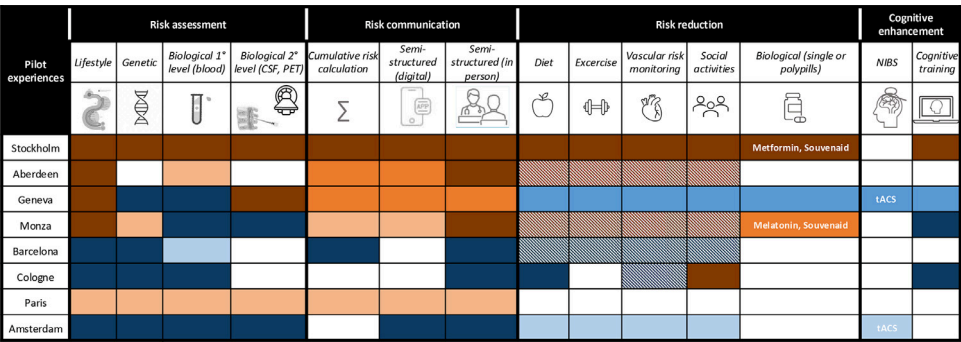 Risk assessment Risk communication Risk reduction Cognitive enhancement
Pilot experiences Lifestyle Genetic Biological 1° level (blood) Biological 2° level (CSF, PET) Cumulative risk calculation Semi-structured (digital) Semi-structured (in person) Diet Excercise Vascular risk monitoring Social activities Biological (single or polypills) NIBS Cognitive training
Σ APP
Stockholm Metformin, Souvenaid
Aberdeen
Geneva tACS
Monza Melatonin, Souvenaid
Barcelona
Cologne
Paris
Amsterdam tACS